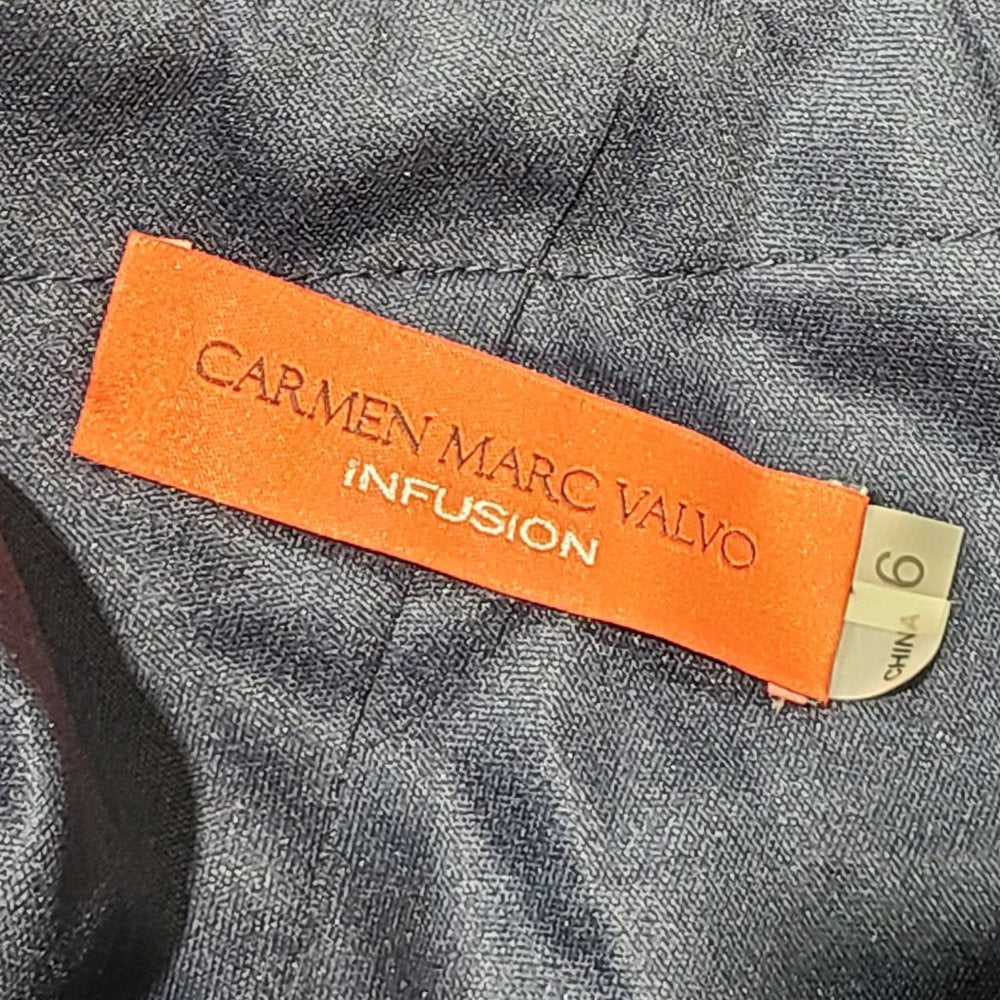 CARMEN MARC VALVO
INFUSION
6
CHINA